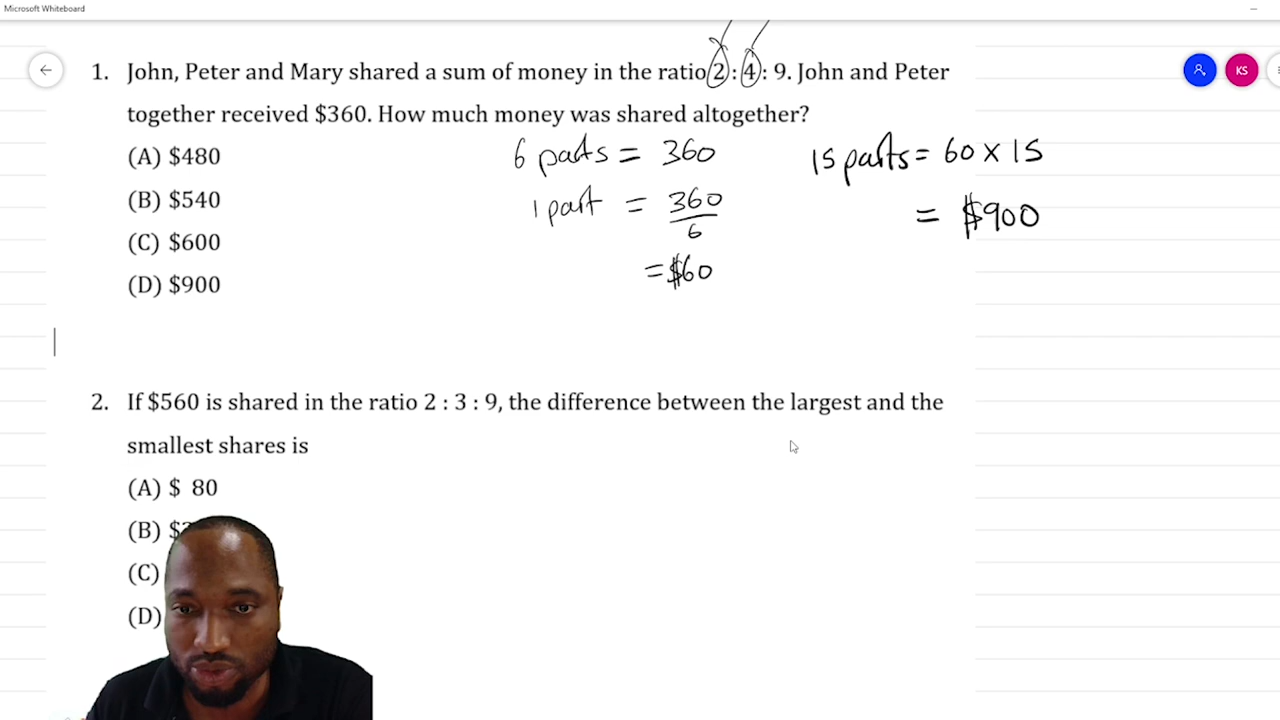 Microsoft Whiteboard
1. John, Peter and Mary shared a sum of money in the ratio 2 : 4 : 9. John and Peter
together received $360. How much money was shared altogether?
(A) $480
(B) $540
(C) $600
(D) $900
6 parts = 360
1 part = 360/6
= $60
15 parts = 60 x 15
= $900
KS
2. If $560 is shared in the ratio 2 : 3 : 9, the difference between the largest and the
smallest shares is
(A) $ 80
(B) $
(C)
(D)